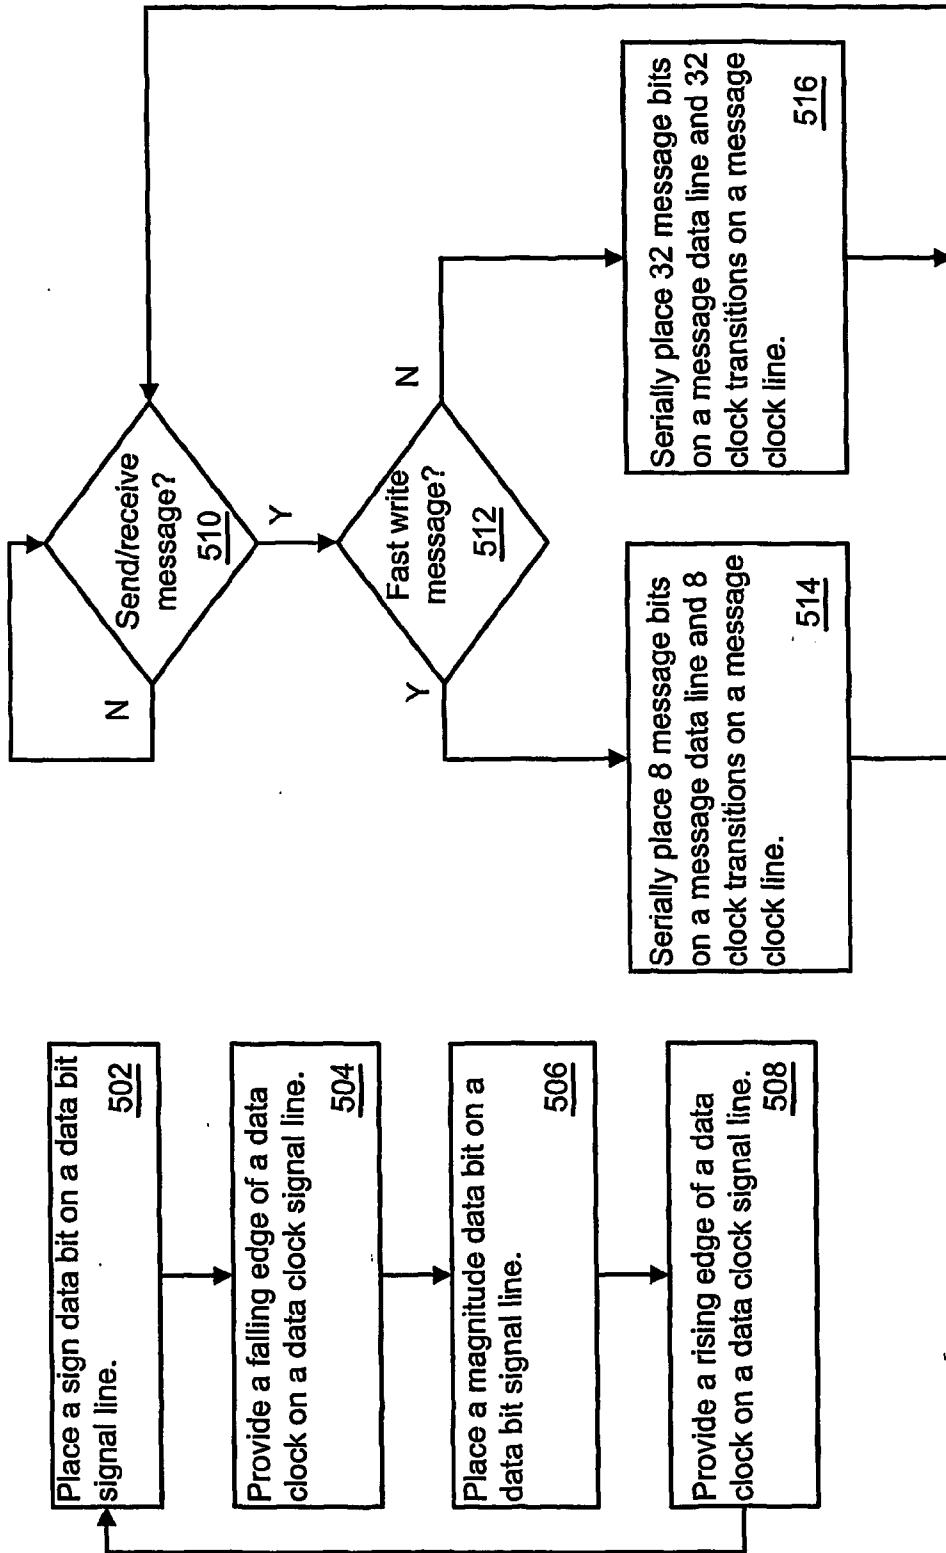 Place a sign data bit on a data bit
signal line.
502
Provide a falling edge of a data
clock on a data clock signal line.
504
Place a magnitude data bit on a
data bit signal line.
506
Provide a rising edge of a data
clock on a data clock signal line.
508
Send/receive
message?
510
N
Y
Fast write
message?
512
Y
N
Serially place 8 message bits
on a message data line and 8
clock transitions on a message
clock line.
514
Serially place 32 message bits
on a message data line and 32
clock transitions on a message
clock line.
516